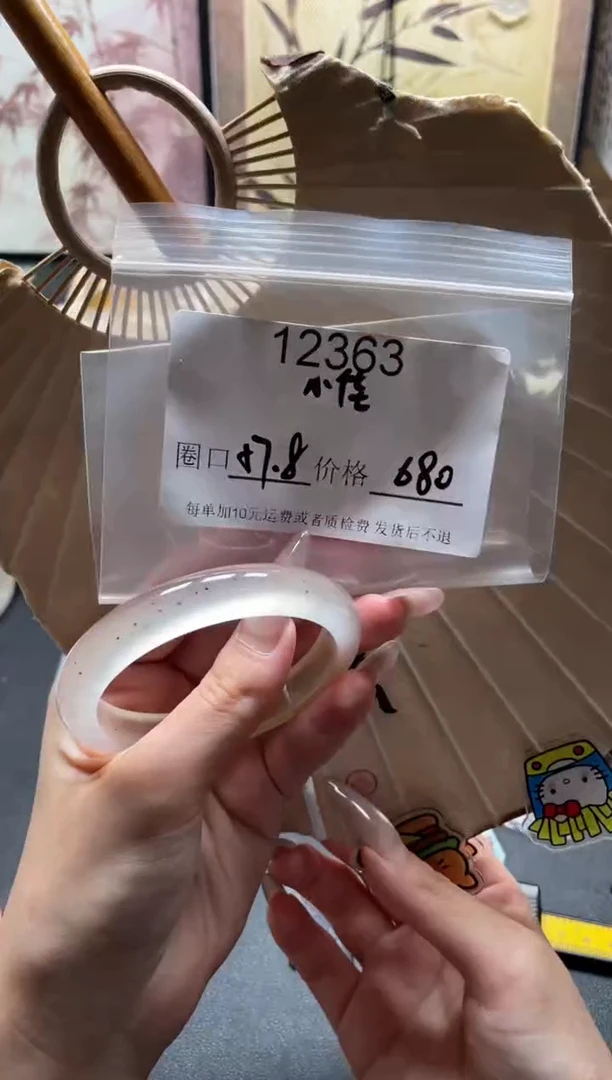 12363
小佳
圈口 57.8 价格 680
每单加10元运费或者质检费 发货后不退